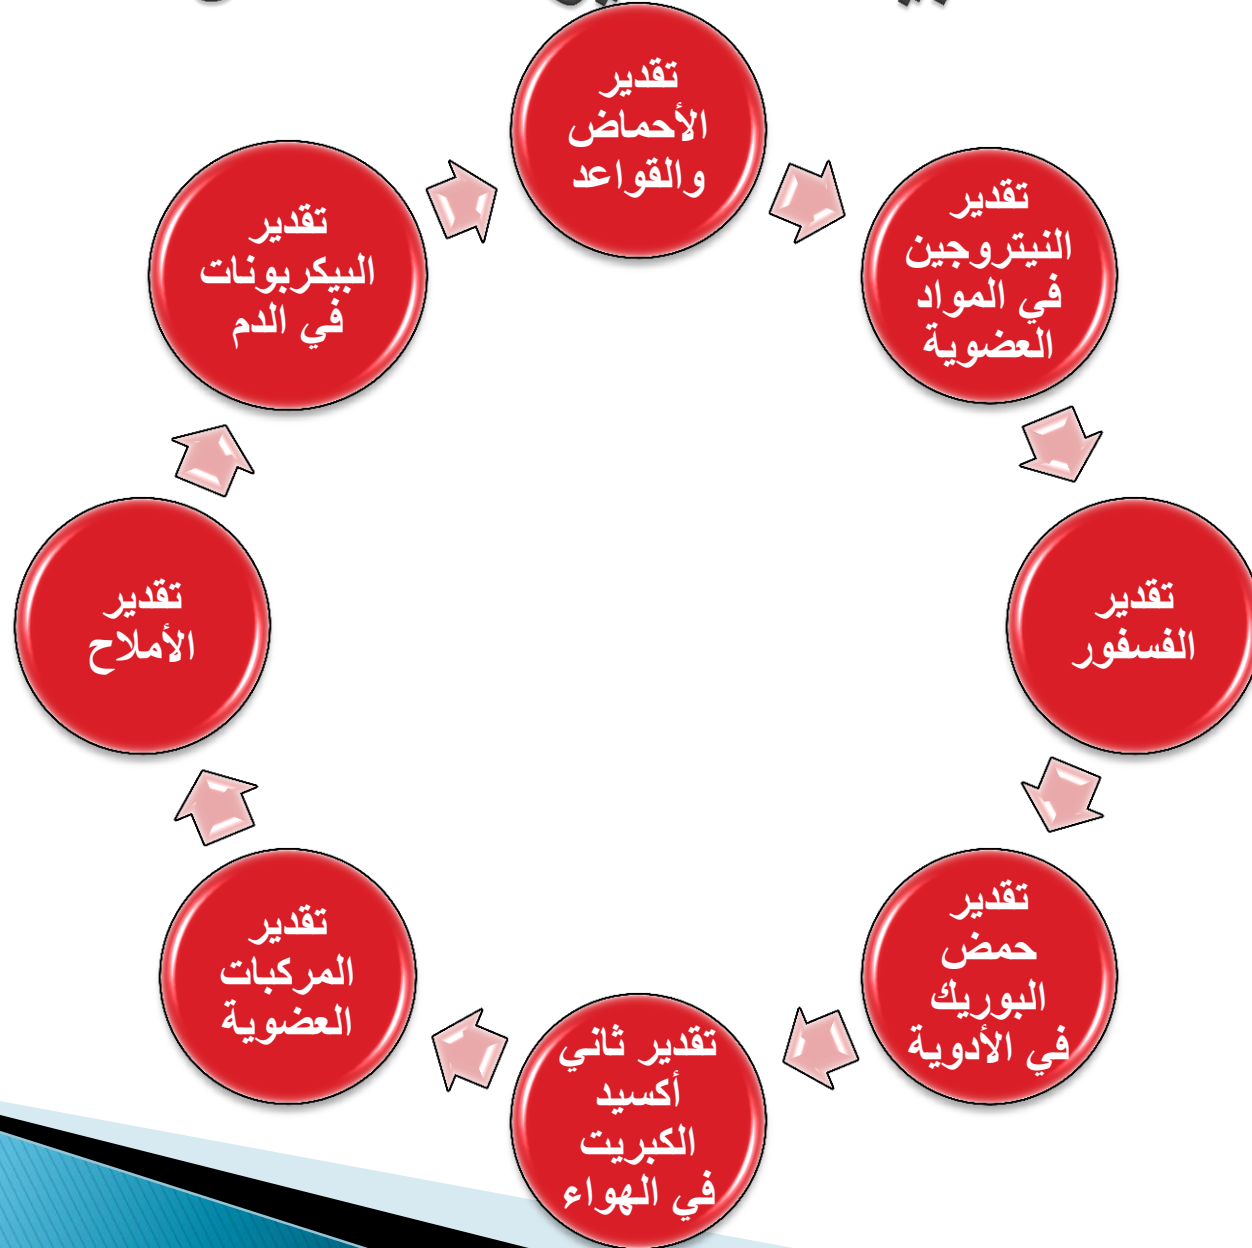 تقدير
الأحماض
والقواعد
تقدير
النيتروجين
في المواد
العضوية
تقدير
الفسفور
تقدير
حمض
البوريك
في الأدوية
تقدير ثاني
أكسيد
الكبريت
في الهواء
تقدير
المركبات
العضوية
تقدير
الأملاح
تقدير
البيكربونات
في الدم